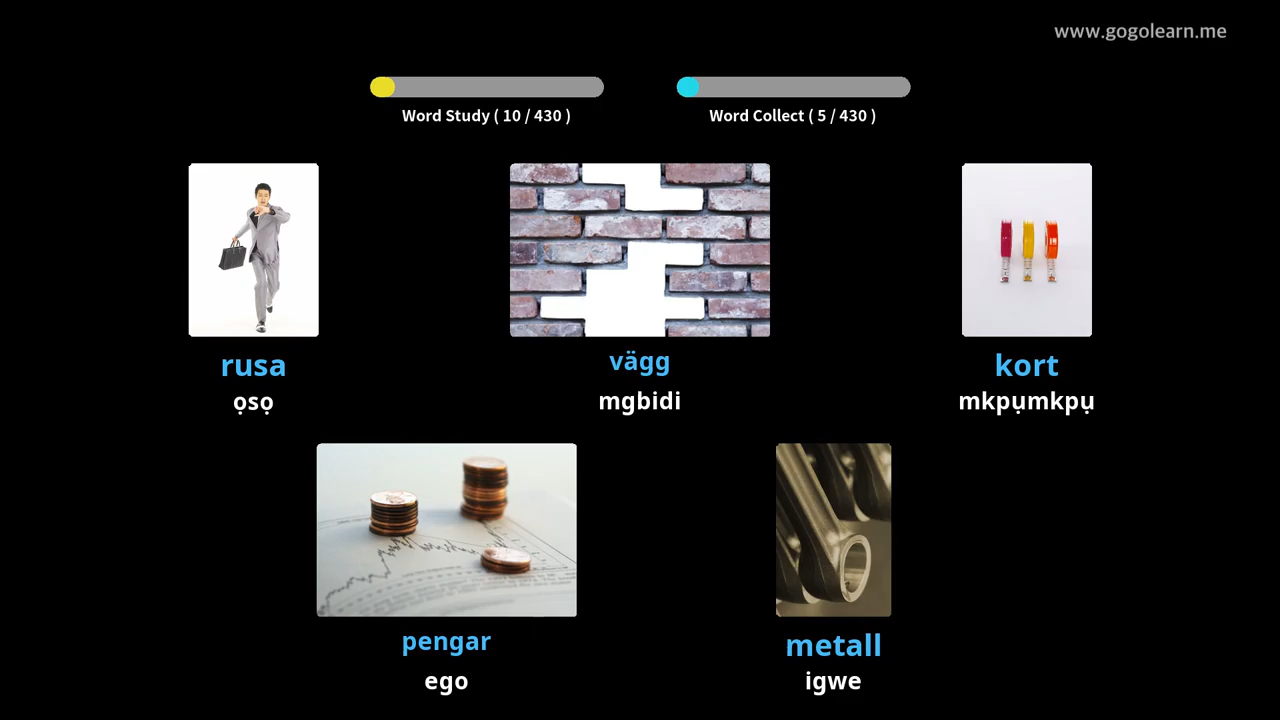 www.gogolearn.me
Word Study ( 10 / 430 )
Word Collect ( 5 / 430 )
rusa
ọsọ
vägg
mgbidi
kort
mkpụmkpụ
pengar
ego
metall
igwe